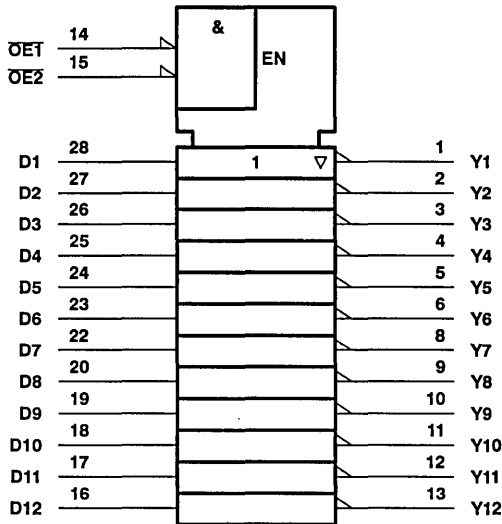 &
14
OE1
15
OE2
EN
28 1 ▽ 1
D1 Y1
27 2
D2 Y2
26 3
D3 Y3
25 4
D4 Y4
24 5
D5 Y5
23 6
D6 Y6
22 8
D7 Y7
20 9
D8 Y8
19 10
D9 Y9
18 11
D10 Y10
17 12
D11 Y11
16 13
D12 Y12